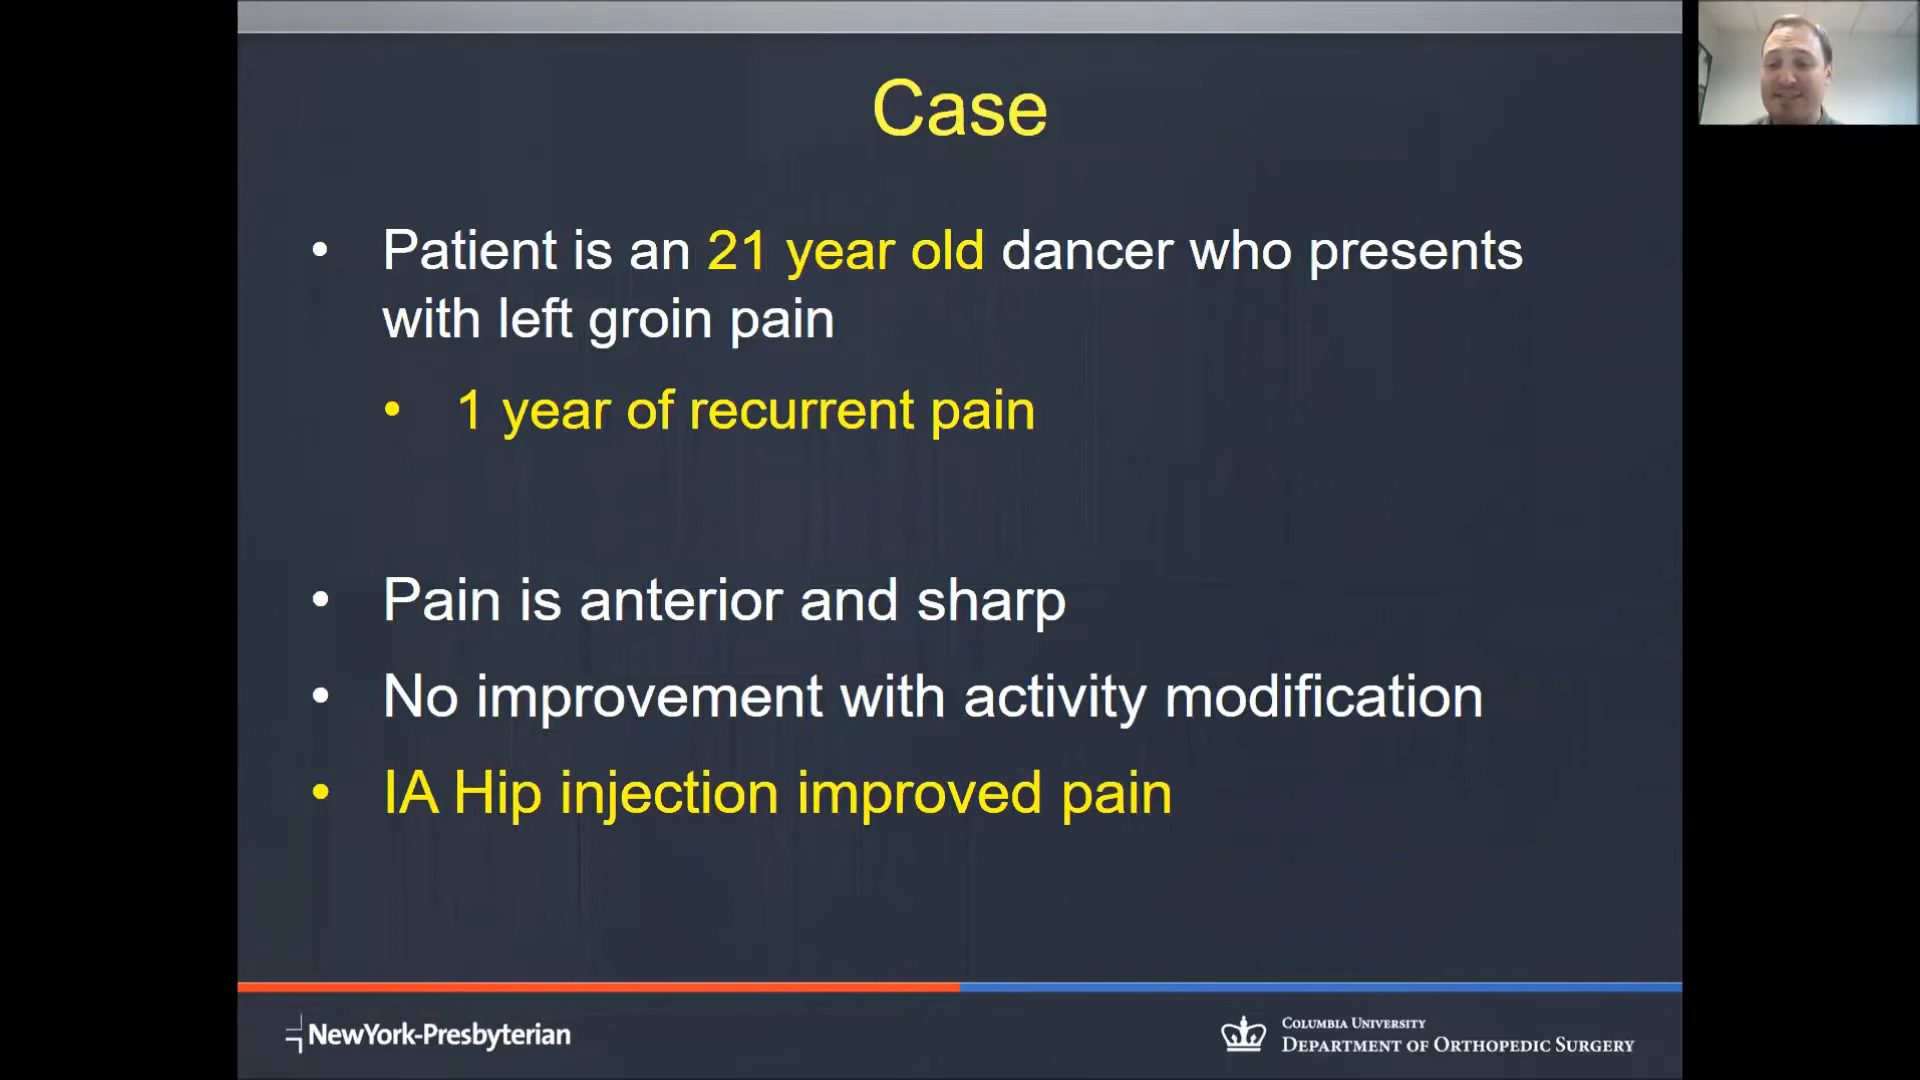 Case
• Patient is an 21 year old dancer who presents
with left groin pain
• 1 year of recurrent pain
• Pain is anterior and sharp
• No improvement with activity modification
• IA Hip injection improved pain
NewYork-Presbyterian
COLUMBIA UNIVERSITY
DEPARTMENT OF ORTHOPEDIC SURGERY